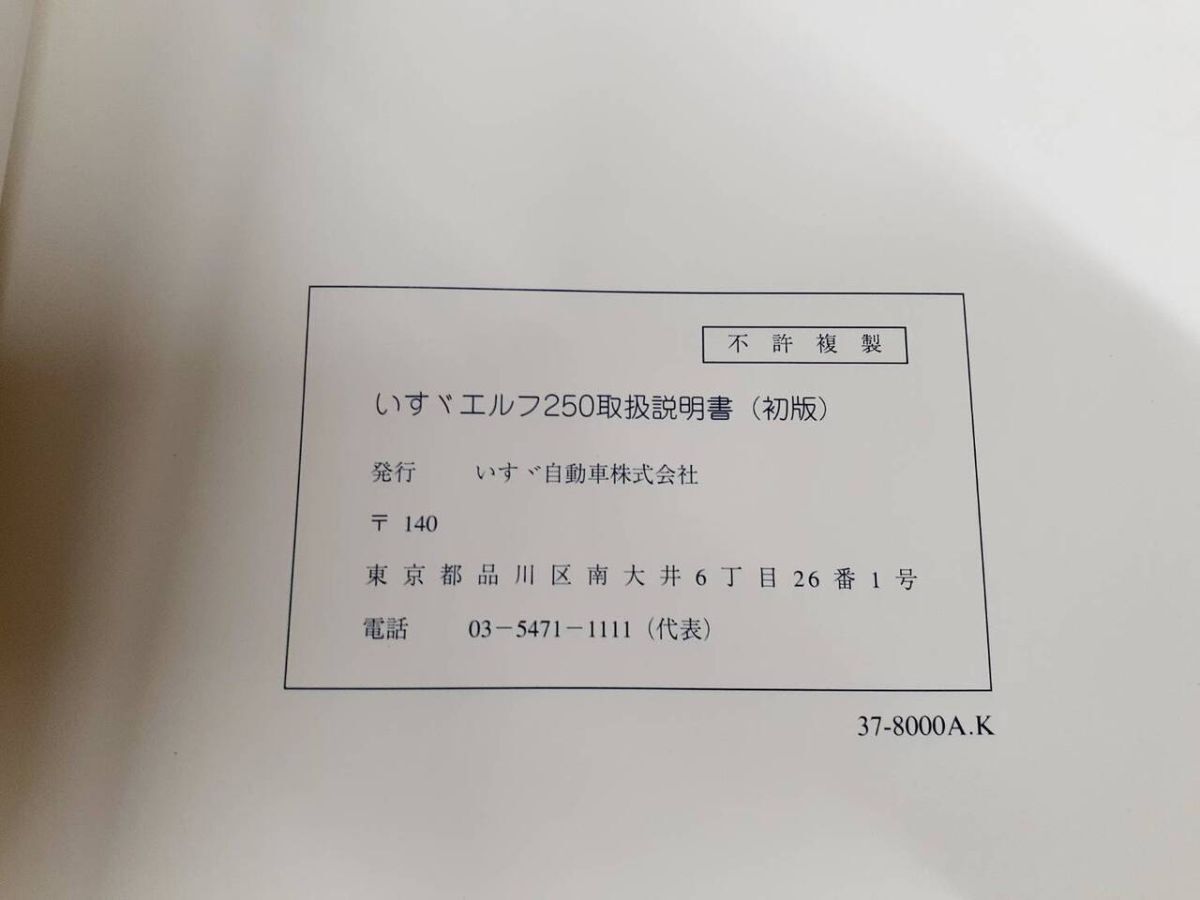 不許複製
いすゞエルフ250取扱説明書（初版）
発行　いすゞ自動車株式会社
〒 140
東京都品川区南大井6丁目26番1号
電話　03－5471－1111（代表）
37-8000A.K